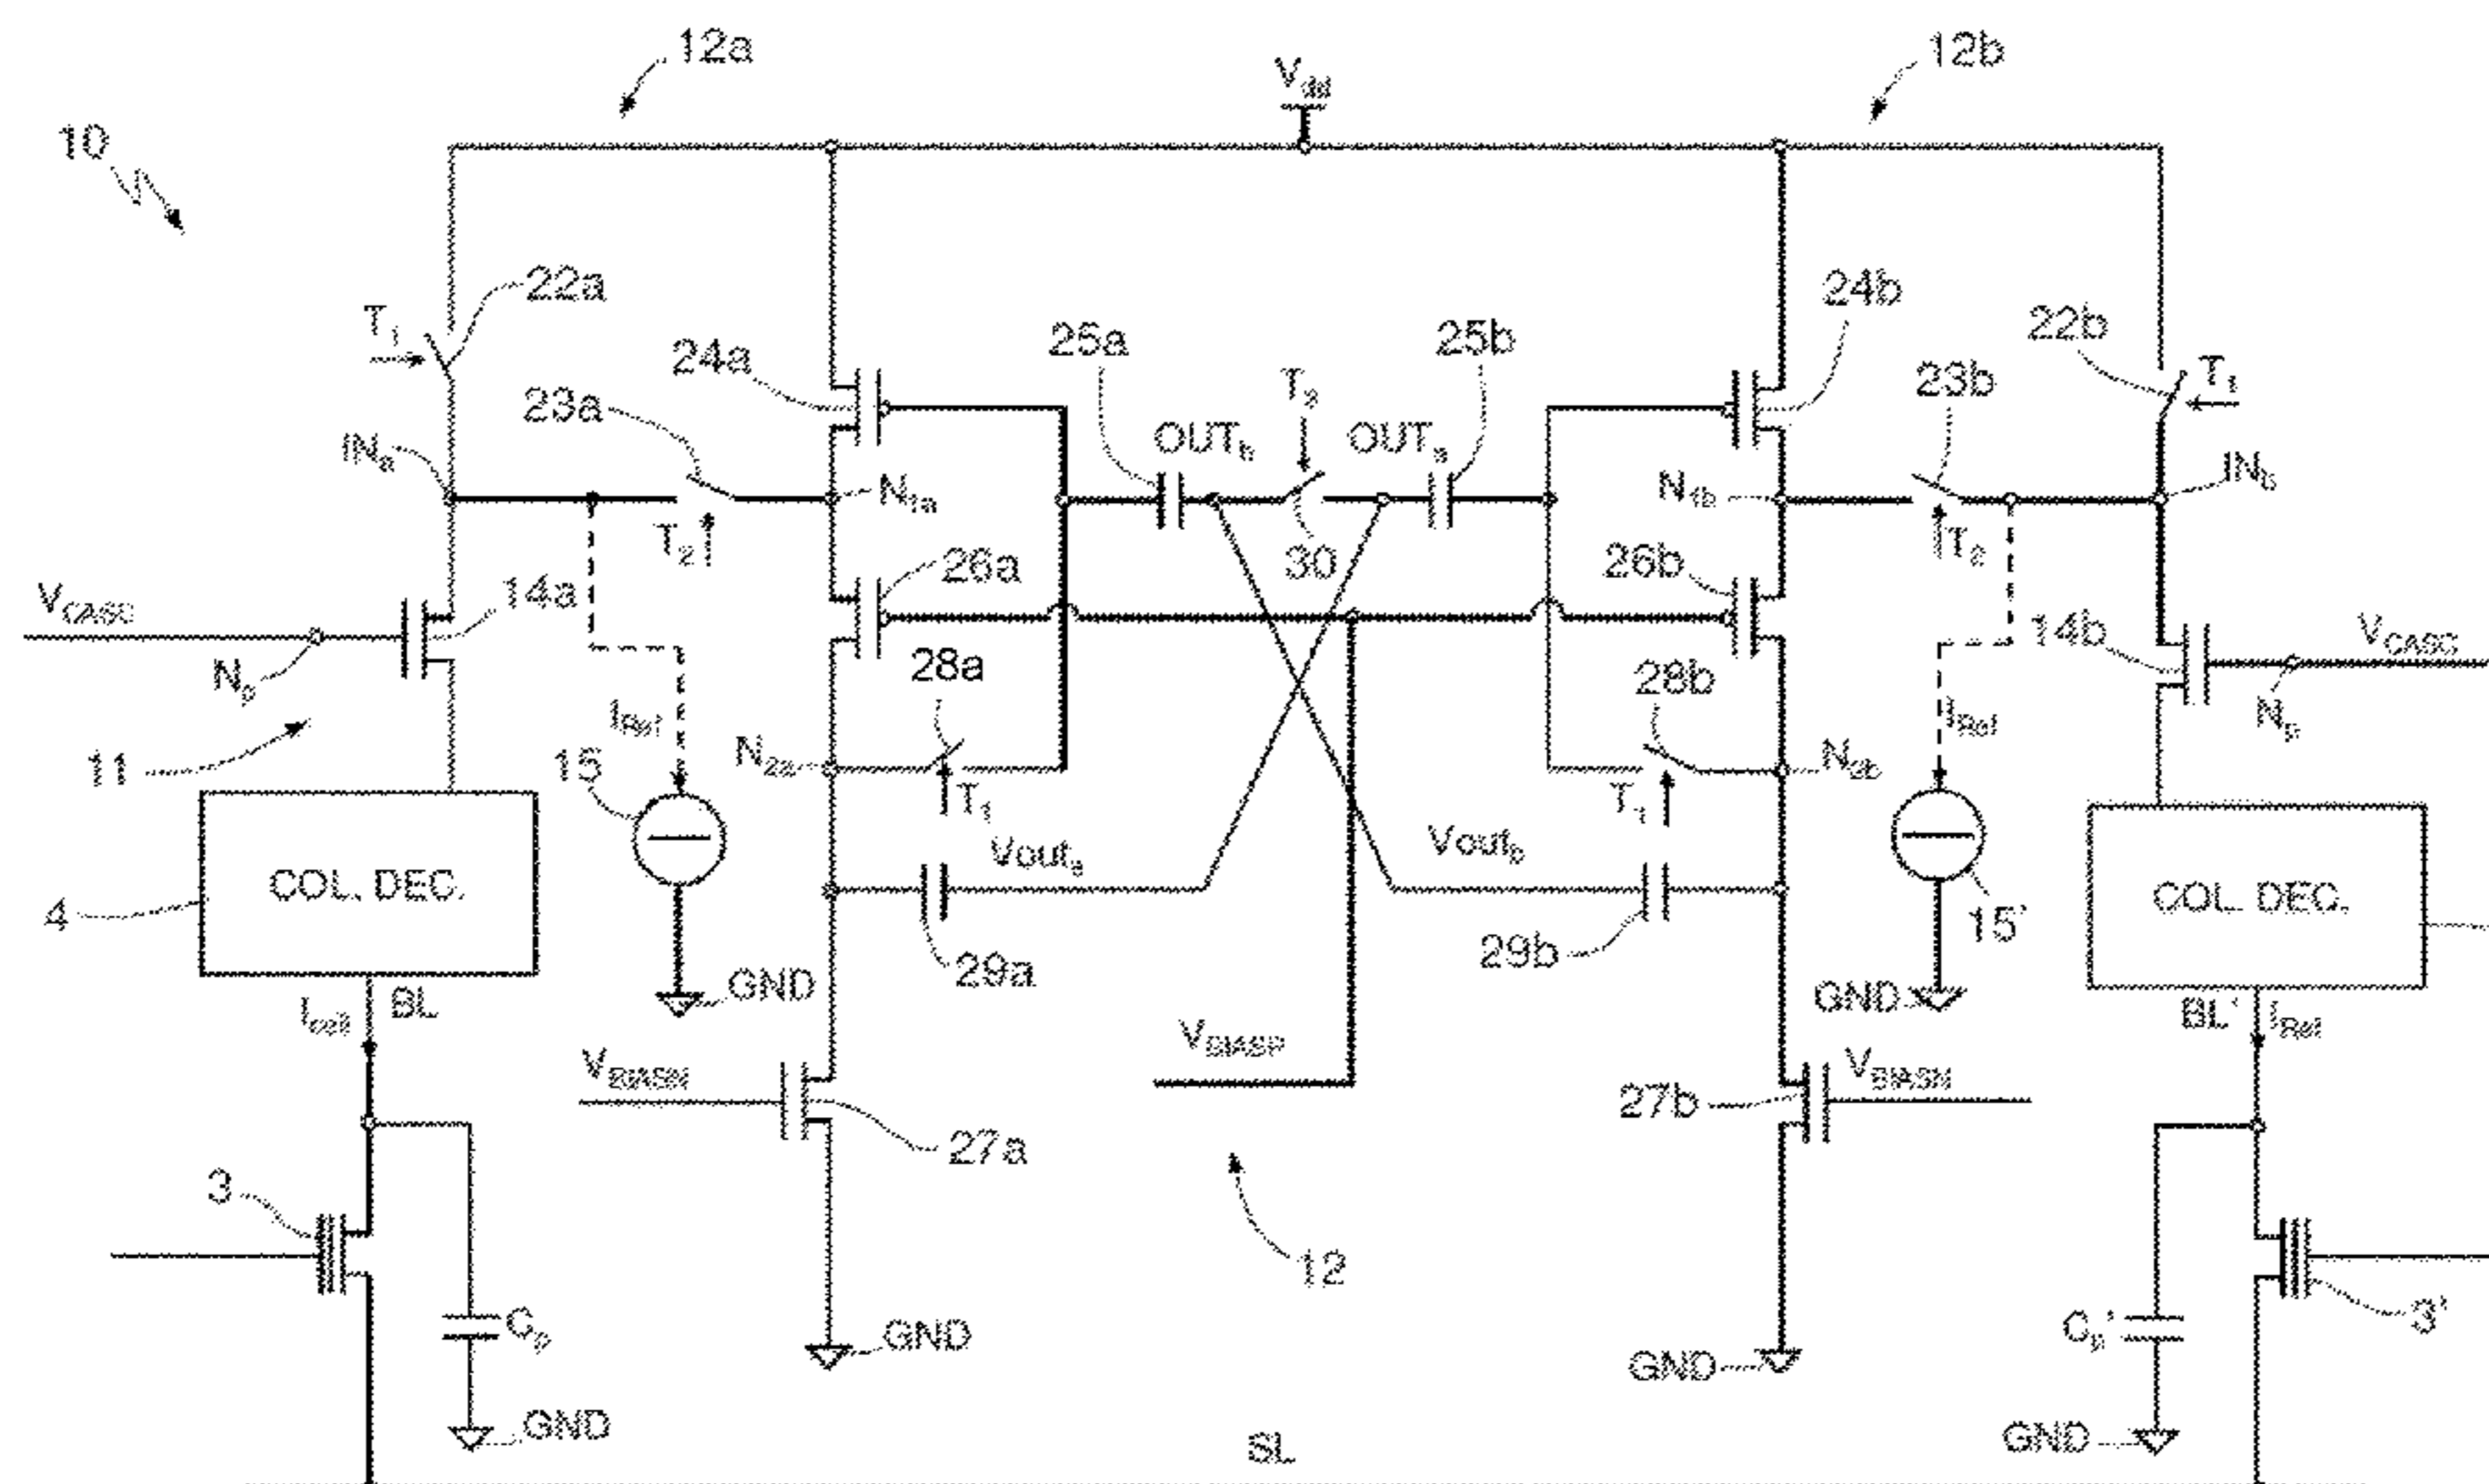 12a
12b
Vdd
10
22a
24b
T1
25a
25b
22b
24a
T3
23b
T1
23a
OUTb
OUTa
INa
N1a
N1b
INb
T2
30
T2
26a
26b
VCASC
14a
14b
VCASC
Np
28a
28b
Np
IRef
IRef
11
15
N2a
N2b
T1
T1
Vouta
Voutb
COL. DEC.
COL. DEC.
4
15'
29a
29b
GND
GND
Icell
BL
BL'
IRef
VBIASN
VBIASP
VBIASN
27a
27b
3
12
3'
Cp
GND
GND
Cp'
GND
GND
SL